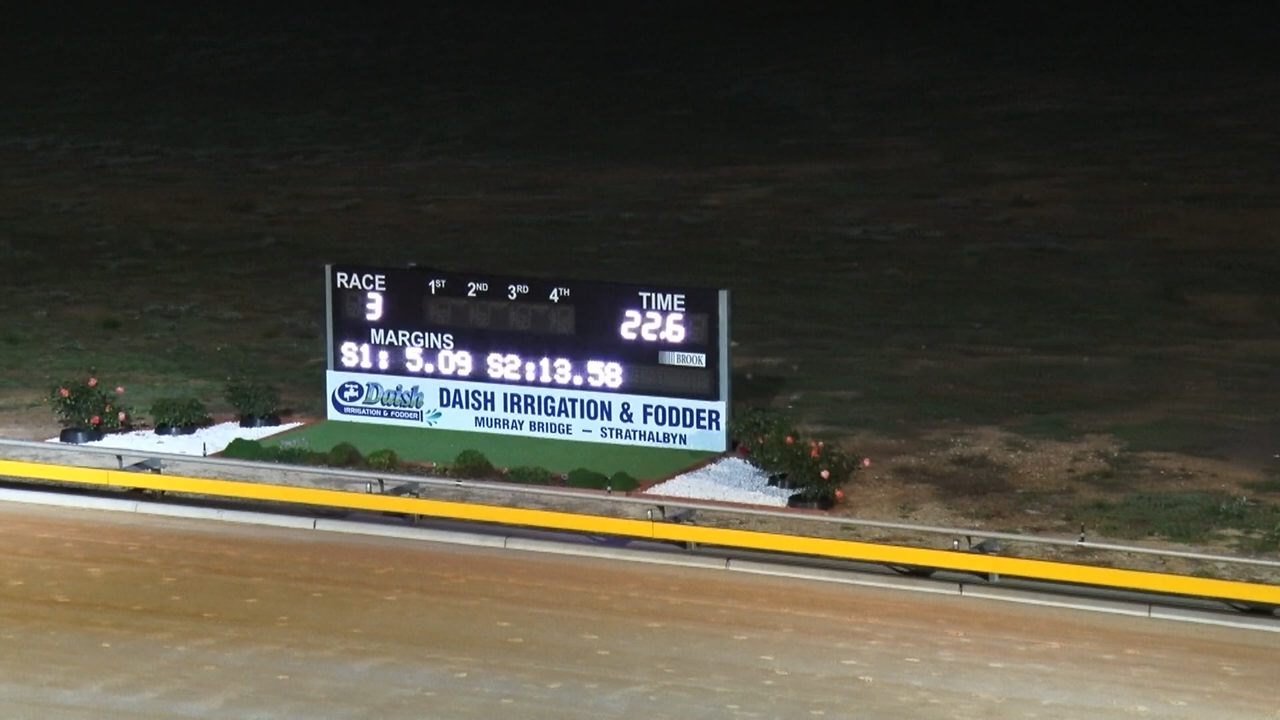 RACE 1ST 2ND 3RD 4TH TIME
3 22.6
MARGINS
S1: 5.09 S2:13.58
BROOK
Daish
IRRIGATION & FODDER
DAISH IRRIGATION & FODDER
MURRAY BRIDGE — STRATHALBYN